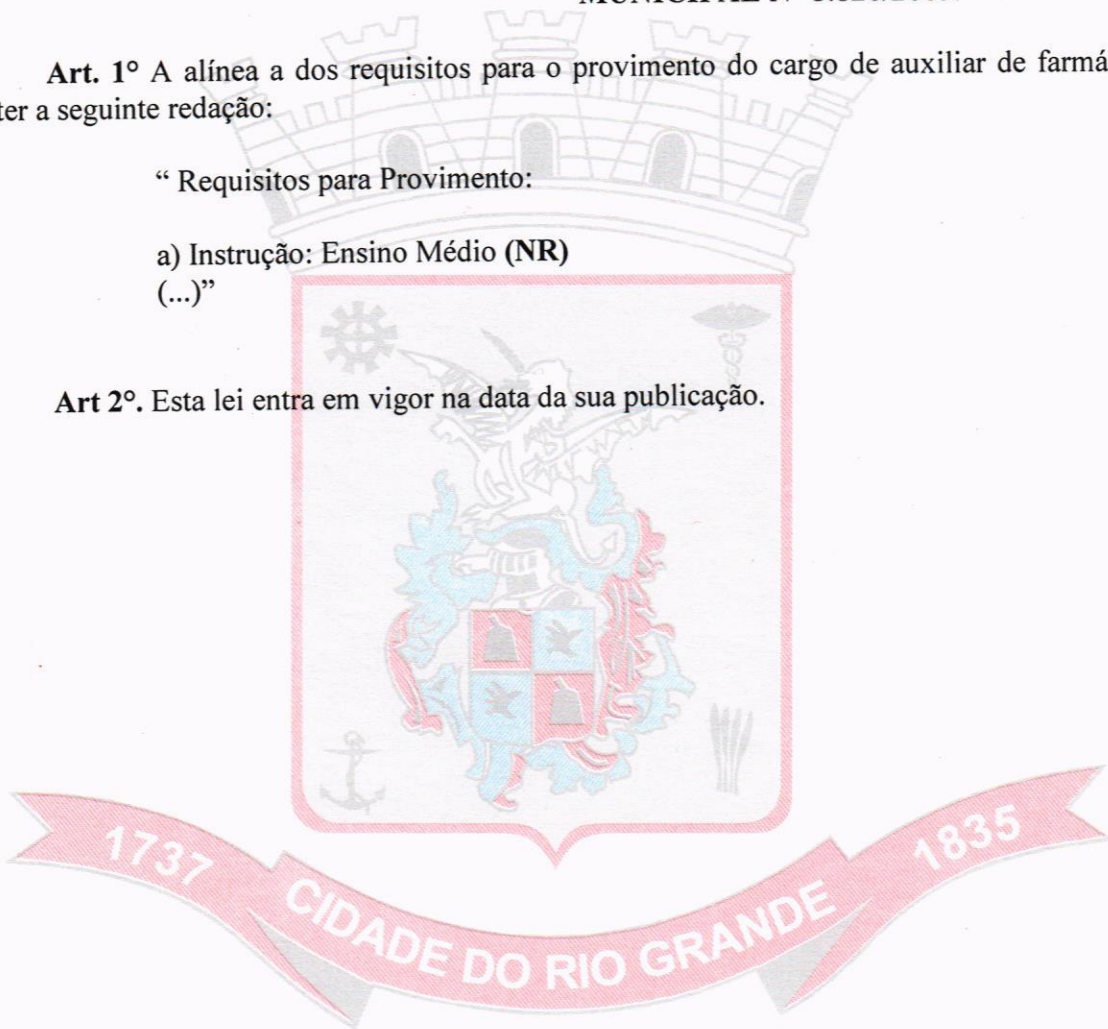 Art. 1° A alínea a dos requisitos para o provimento do cargo de auxiliar de farmá
ter a seguinte redação:
“ Requisitos para Provimento:
a) Instrução: Ensino Médio (NR)
(...)”
Art 2°. Esta lei entra em vigor na data da sua publicação.
1737 CIDADE DO RIO GRANDE 1835